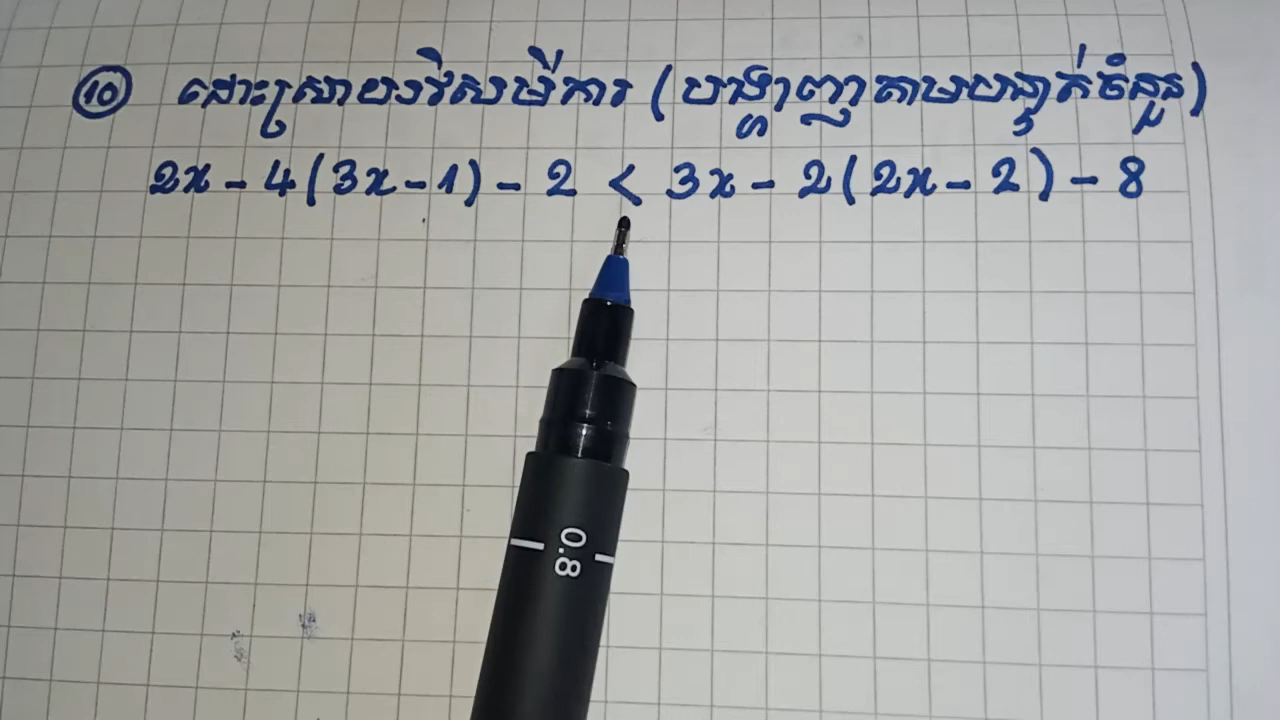 10 ដោះស្រាយវិសមីការ (បង្ហាញតាមបន្ទាត់ចំនួន)
2x - 4(3x - 1) - 2 < 3x - 2(2x - 2) - 8
0.8